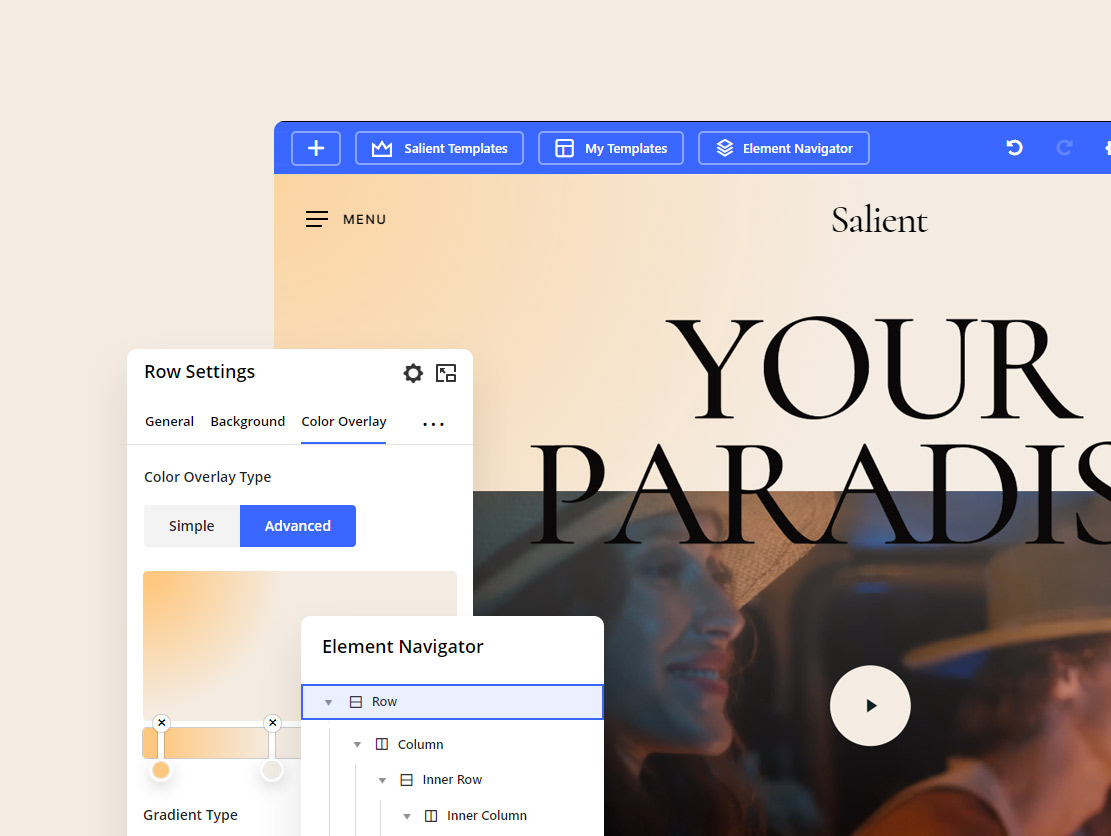 Salient Templates
My Templates
Element Navigator
MENU
Salient
YOUR
PARADIS
Row Settings
General
Background
Color Overlay
...
Color Overlay Type
Simple
Advanced
Element Navigator
Row
Column
Inner Row
Inner Column
Gradient Type